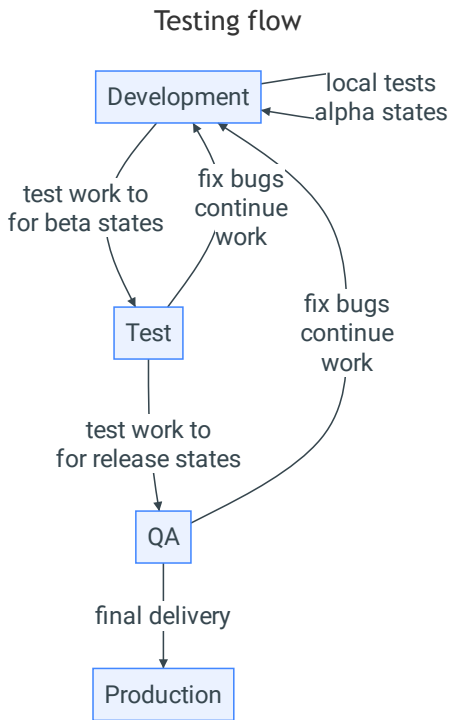 Testing flow
Development
local tests
alpha states
test work to
for beta states
fix bugs
continue
work
Test
fix bugs
continue
work
test work to
for release states
QA
final delivery
Production